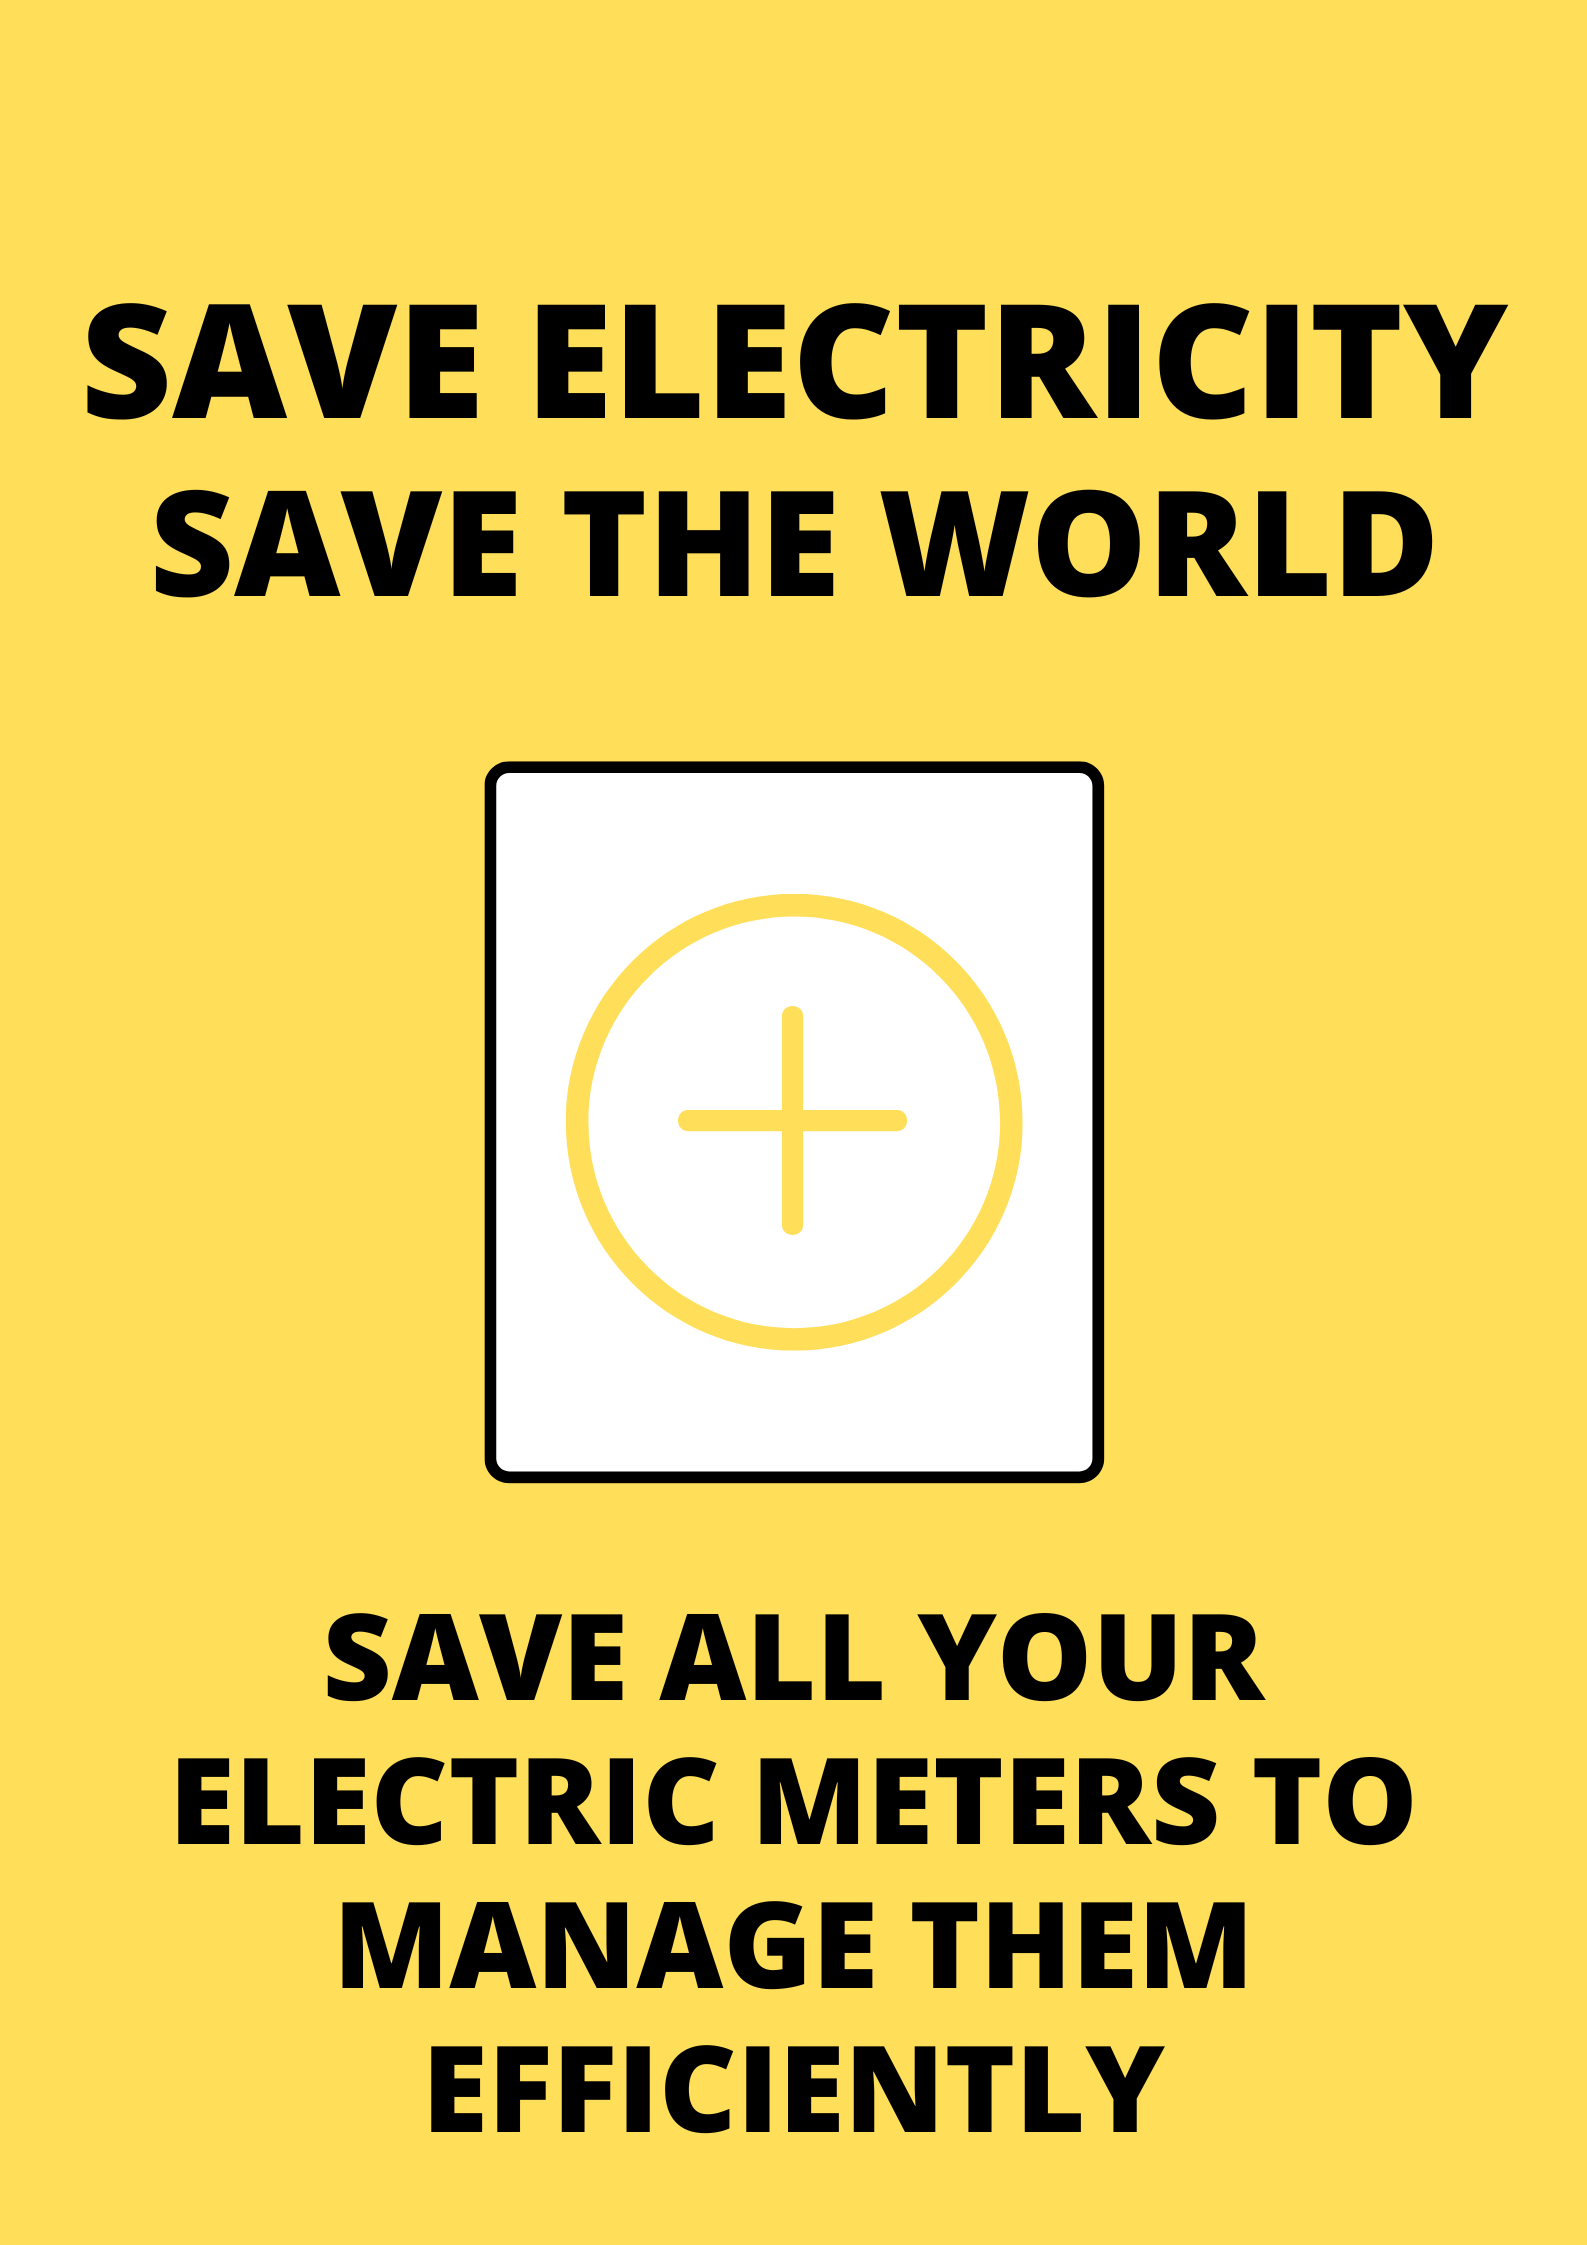 SAVE ELECTRICITY
SAVE THE WORLD
SAVE ALL YOUR
ELECTRIC METERS TO
MANAGE THEM
EFFICIENTLY